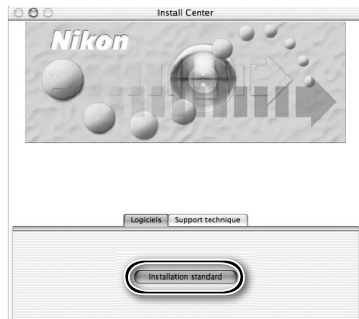 Install Center
Nikon
Logiciels Support technique
Installation standard